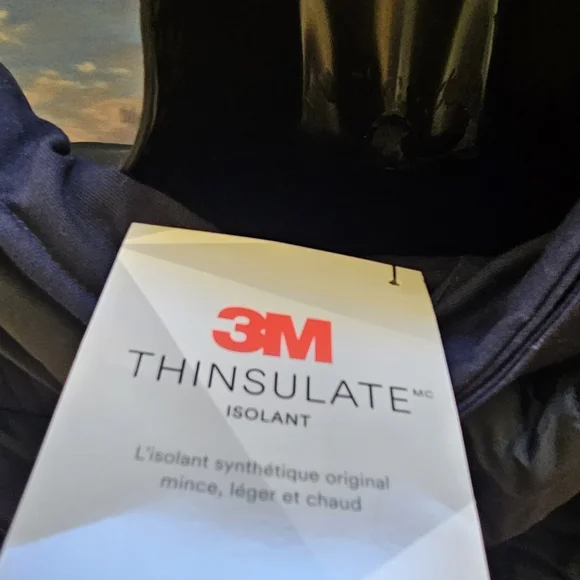 3M
THINSULATE MC
ISOLANT
L'isolant synthétique original
mince, léger et chaud